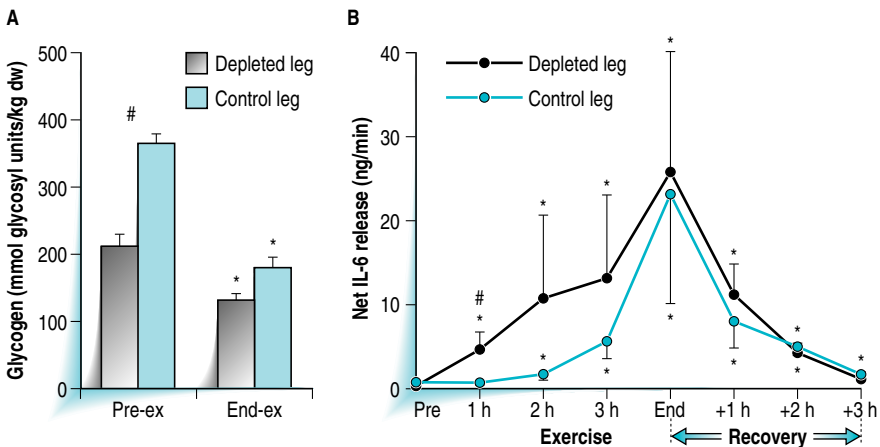 A
Glycogen (mmol glycosyl units/kg dw)
500
400
300
200
100
0
Depleted leg
Control leg
#
*
*
Pre-ex
End-ex
B
Net IL-6 release (ng/min)
40
30
20
10
0
Depleted leg
Control leg
*
*
*
#
*
*
*
*
*
*
*
*
*
*
Pre
1 h
2 h
3 h
End
+1 h
+2 h
+3 h
Exercise
Recovery